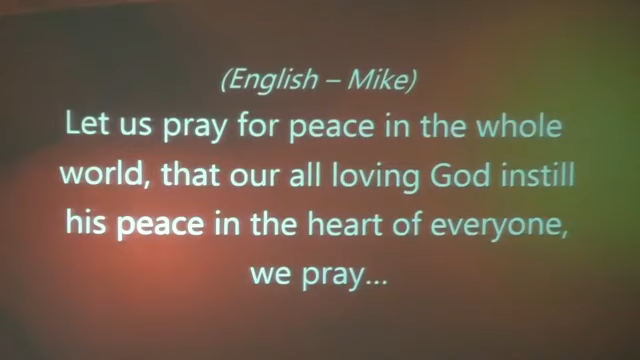 (English – Mike)
Let us pray for peace in the whole
world, that our all loving God instill
his peace in the heart of everyone,
we pray...